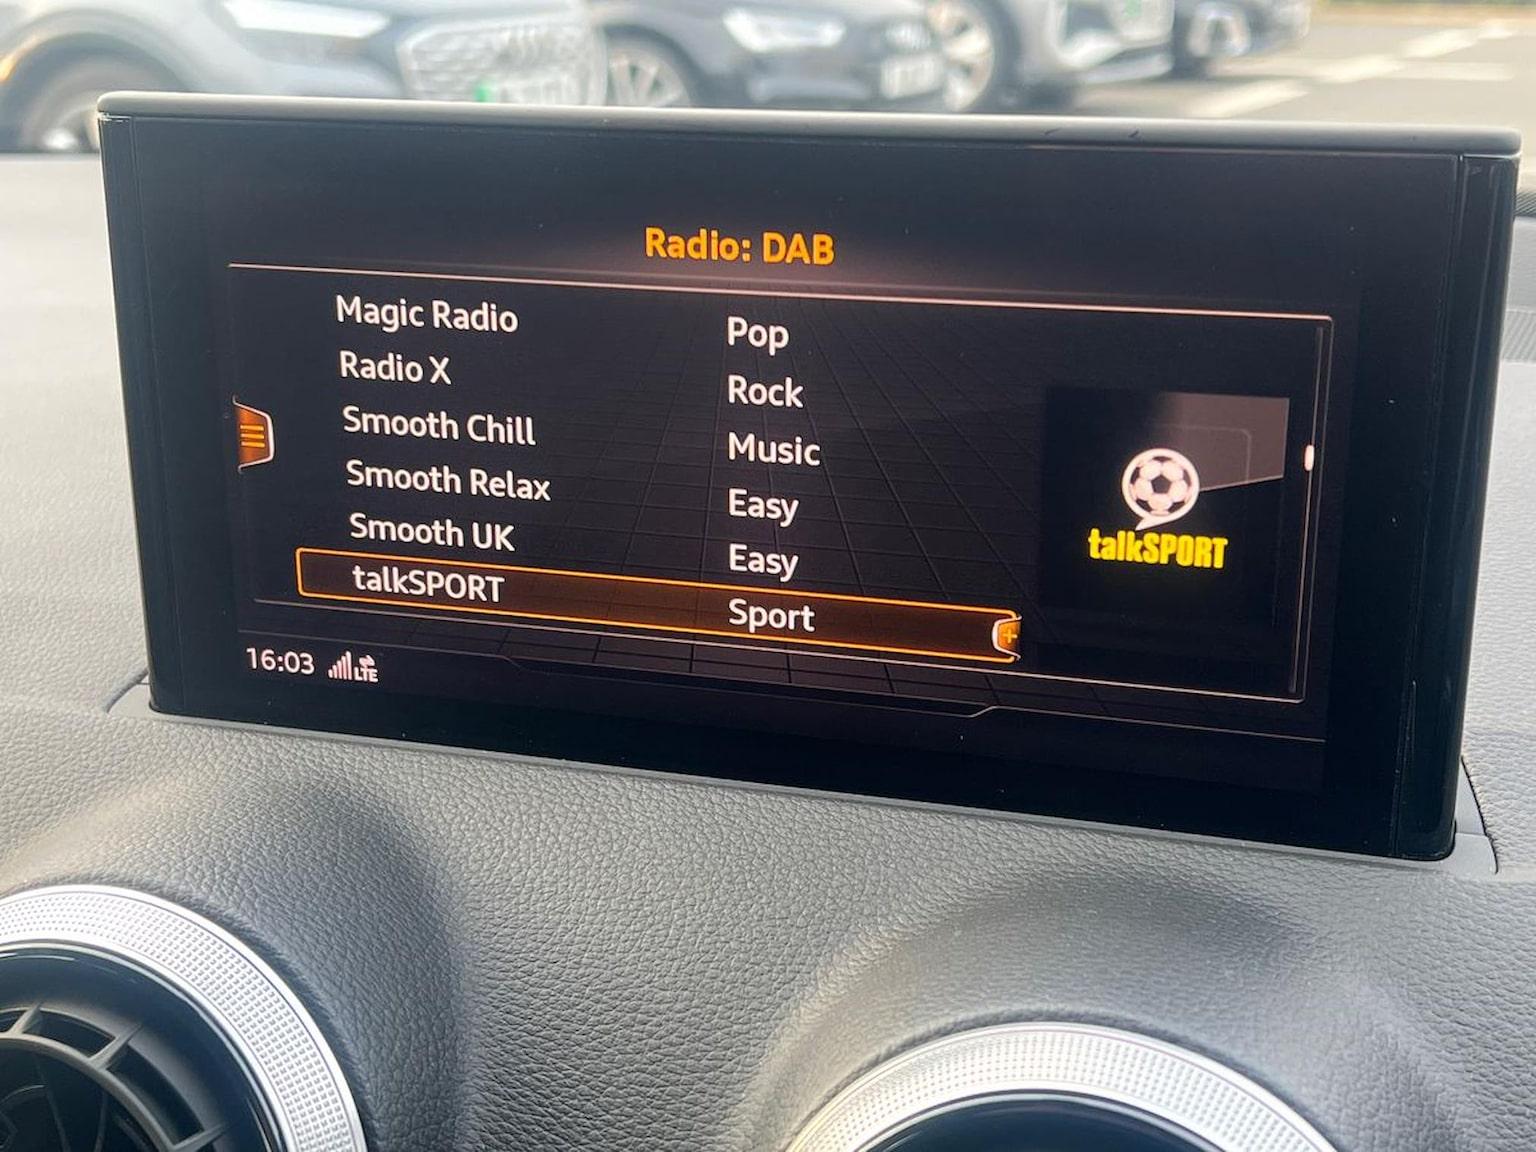 Radio: DAB
Magic Radio Pop
Radio X Rock
Smooth Chill Music
Smooth Relax Easy
Smooth UK Easy
talkSPORT Sport
talkSPORT
16:03 LTE